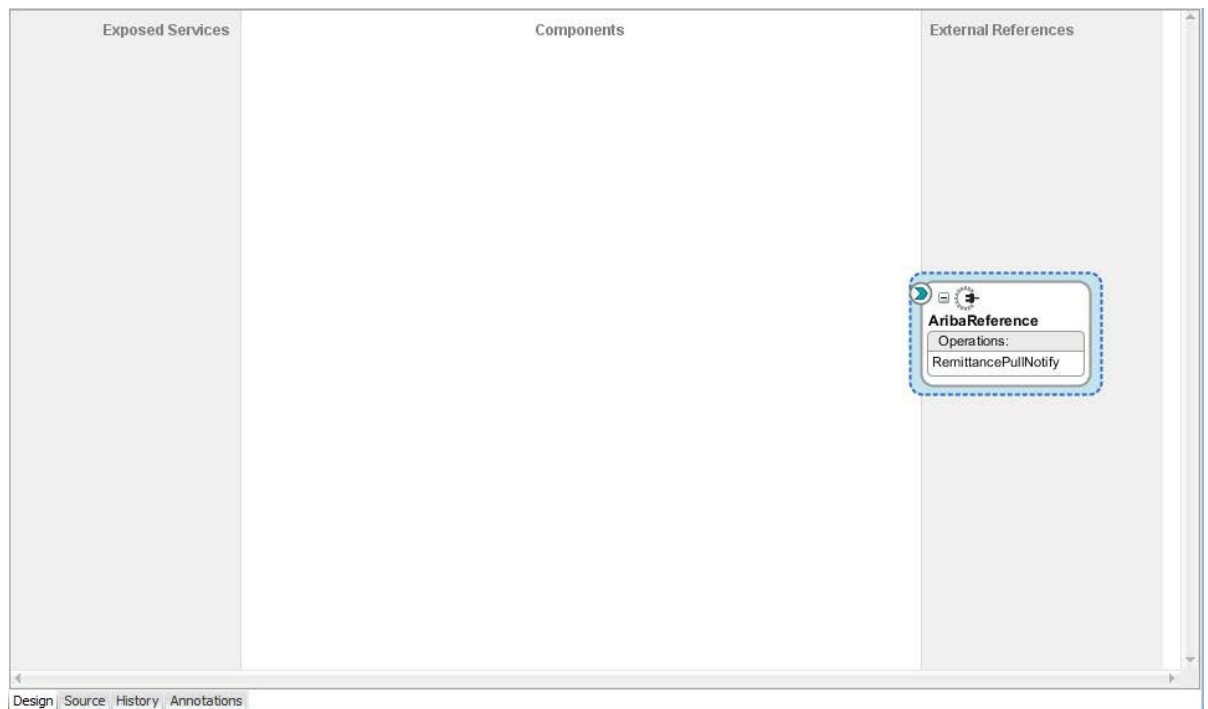 Exposed Services
Components
External References
AribaReference
Operations:
RemittancePullNotify
Design Source History Annotations